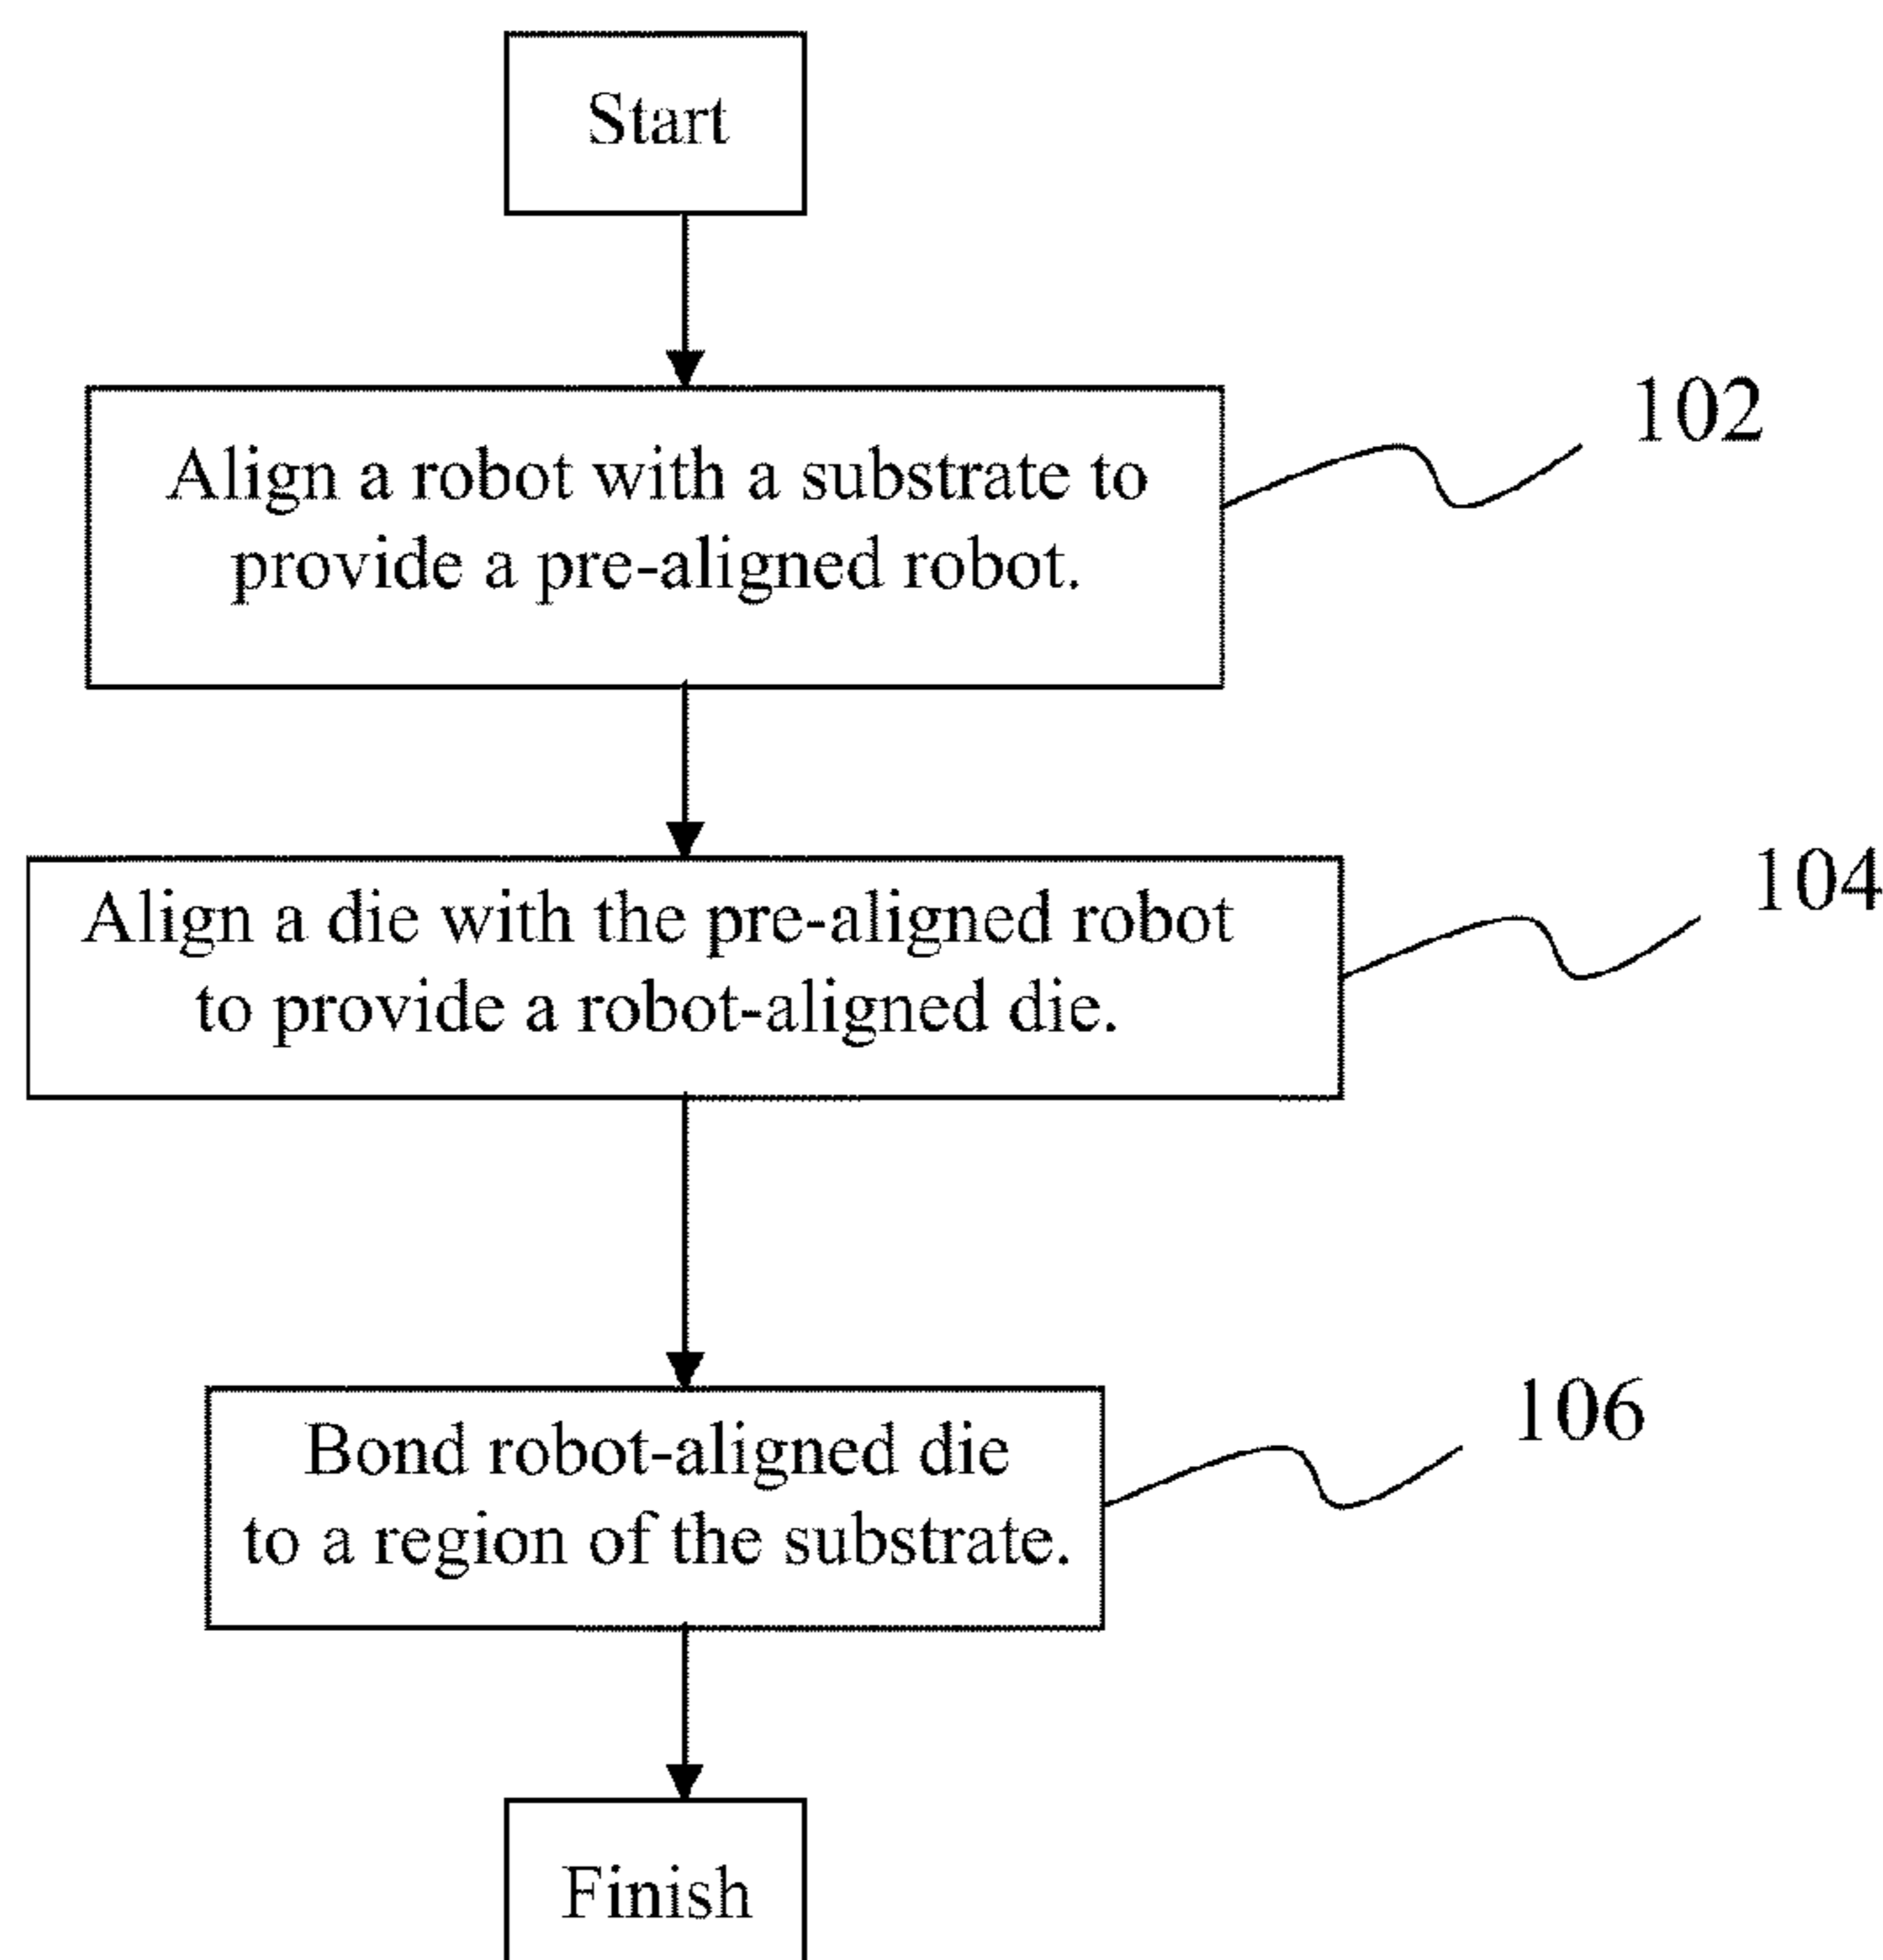 Start
102
Align a robot with a substrate to
provide a pre-aligned robot.
104
Align a die with the pre-aligned robot
to provide a robot-aligned die.
106
Bond robot-aligned die
to a region of the substrate.
Finish